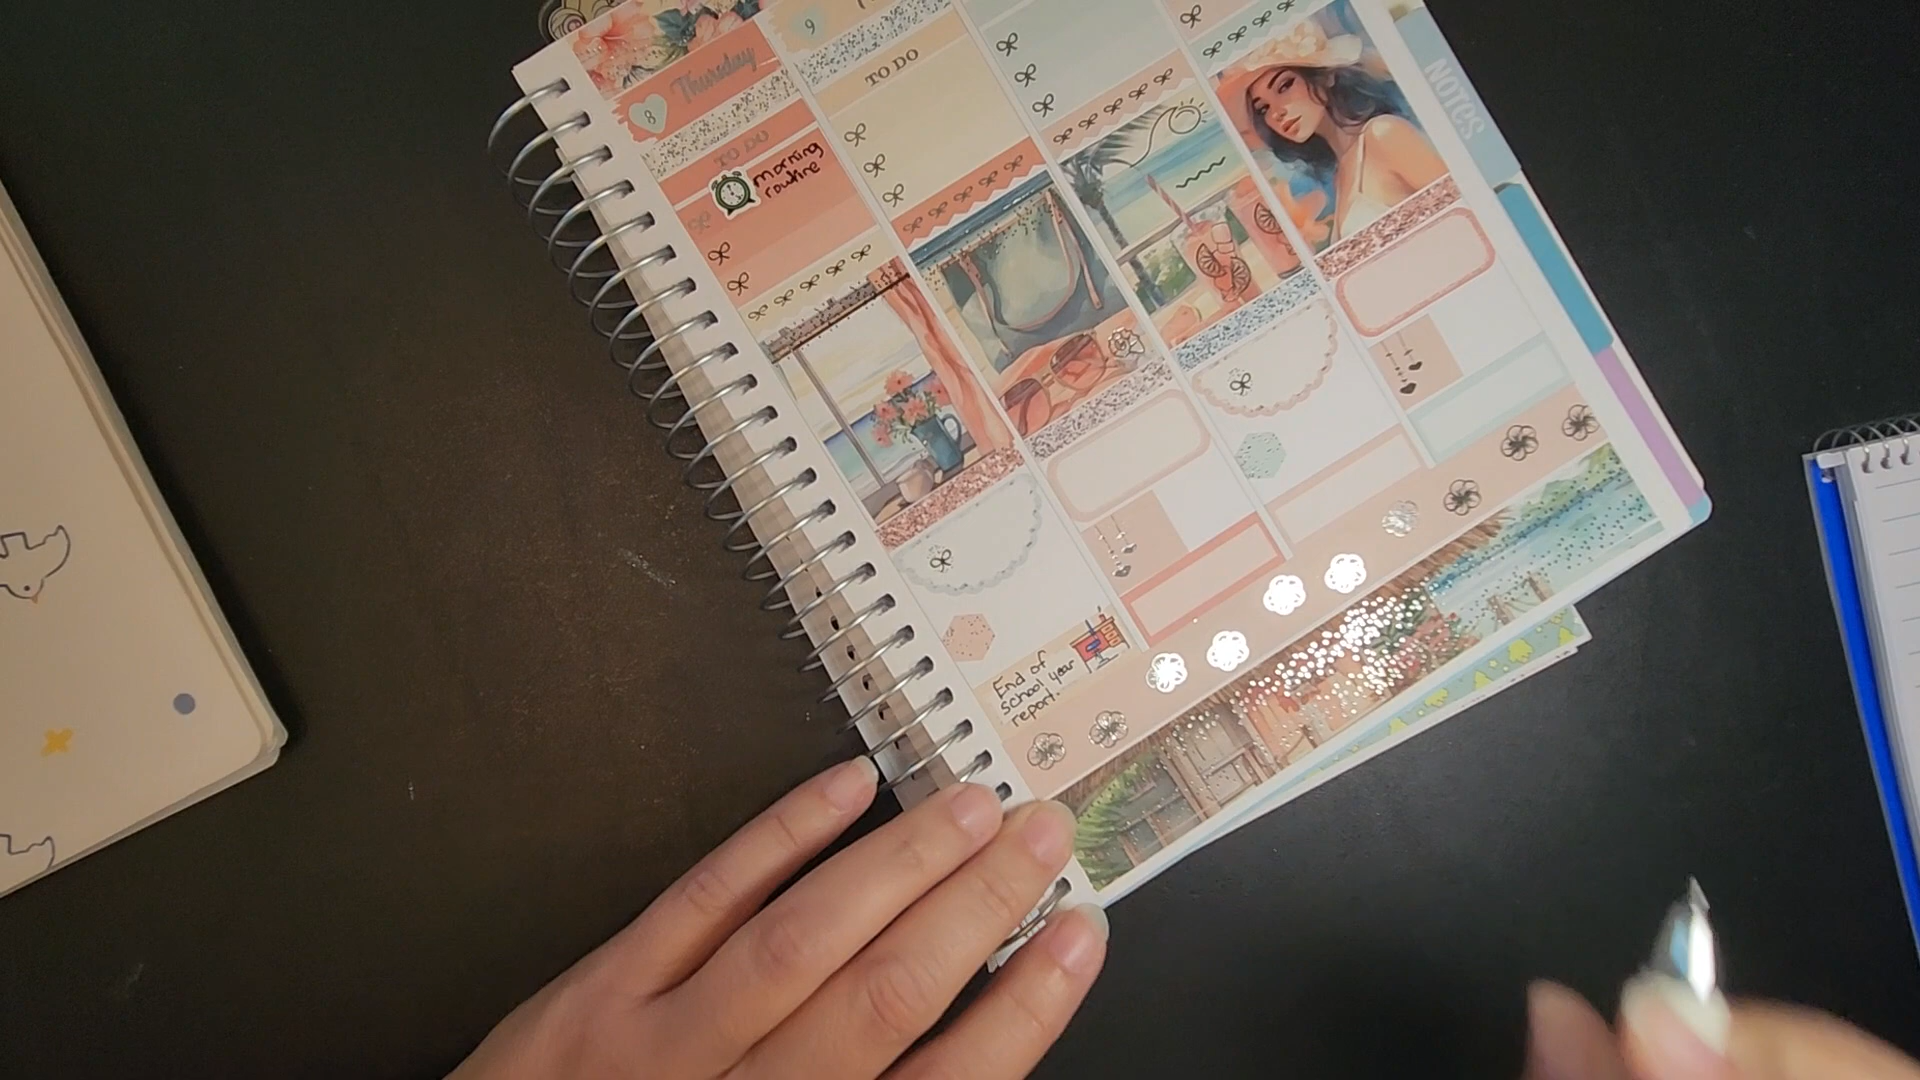 Thursday
8
9
TO DO
TO DO
morning
routine
NOTES
End of
school year
report.